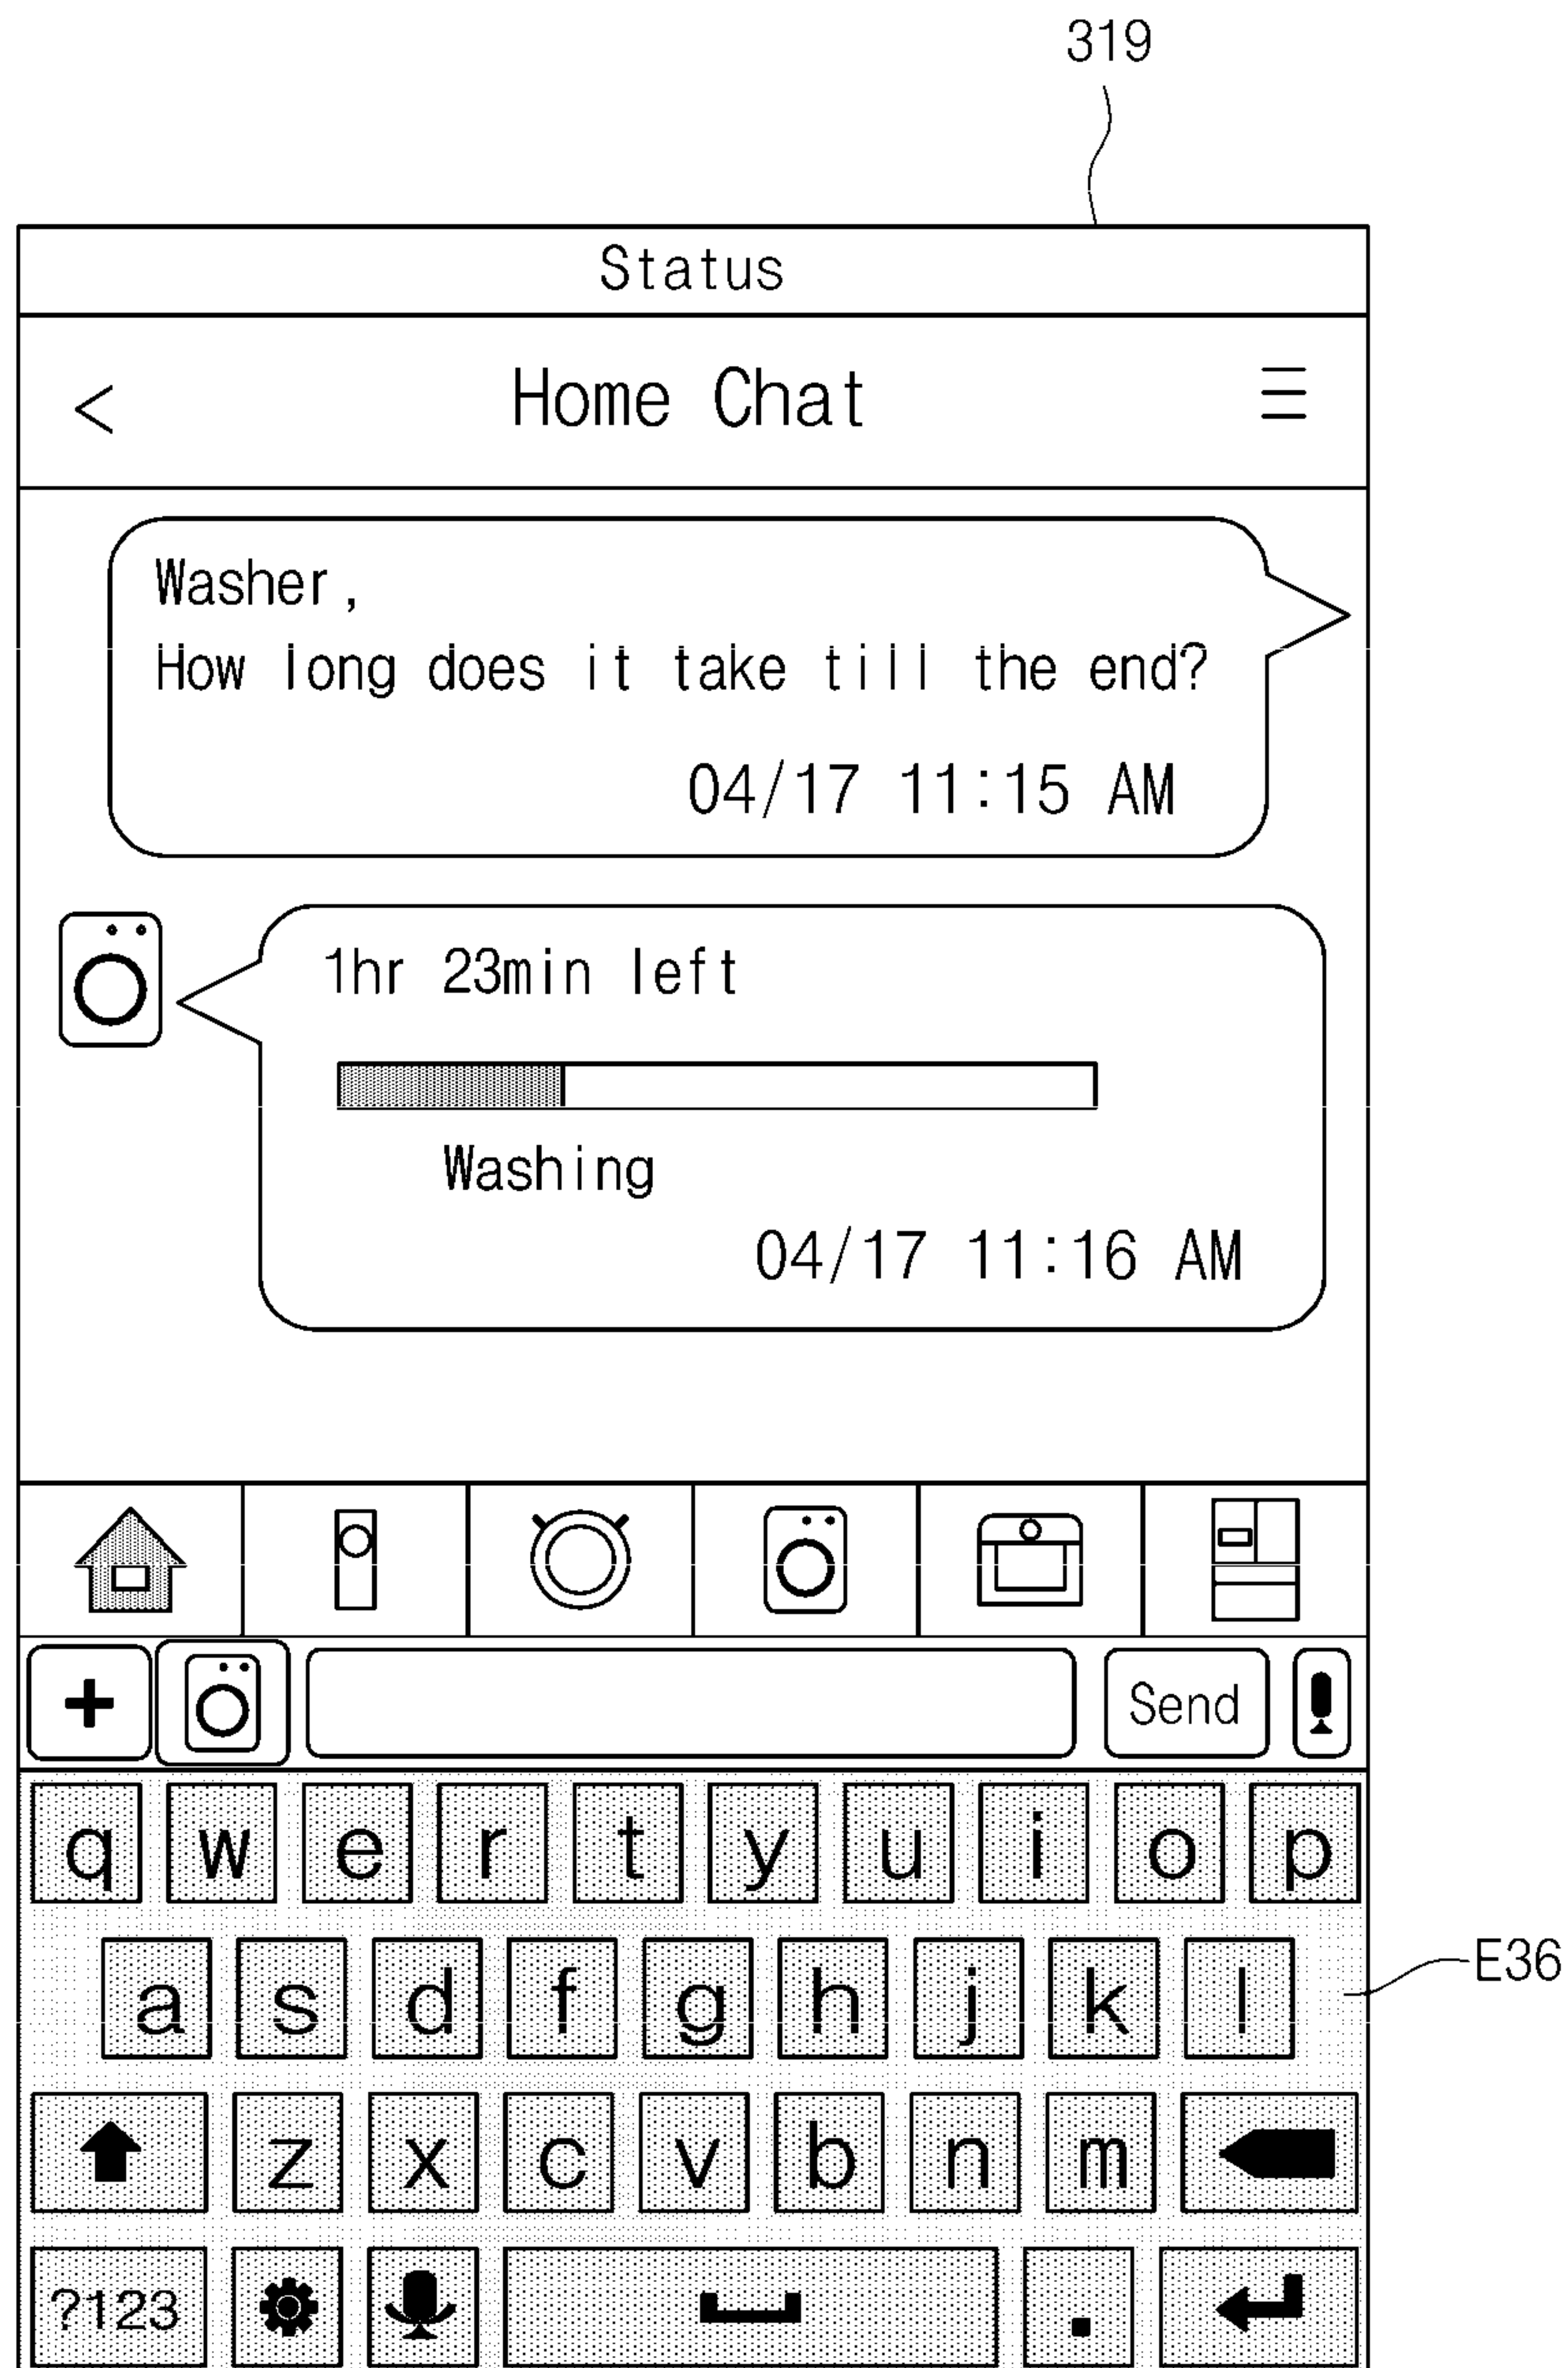 319
Status
< Home Chat
Washer,
How long does it take till the end?
04/17 11:15 AM
1hr 23min left
Washing
04/17 11:16 AM
+ Send
q w e r t y u i o p
a s d f g h j k l
E36
z x c v b n m
?123 .